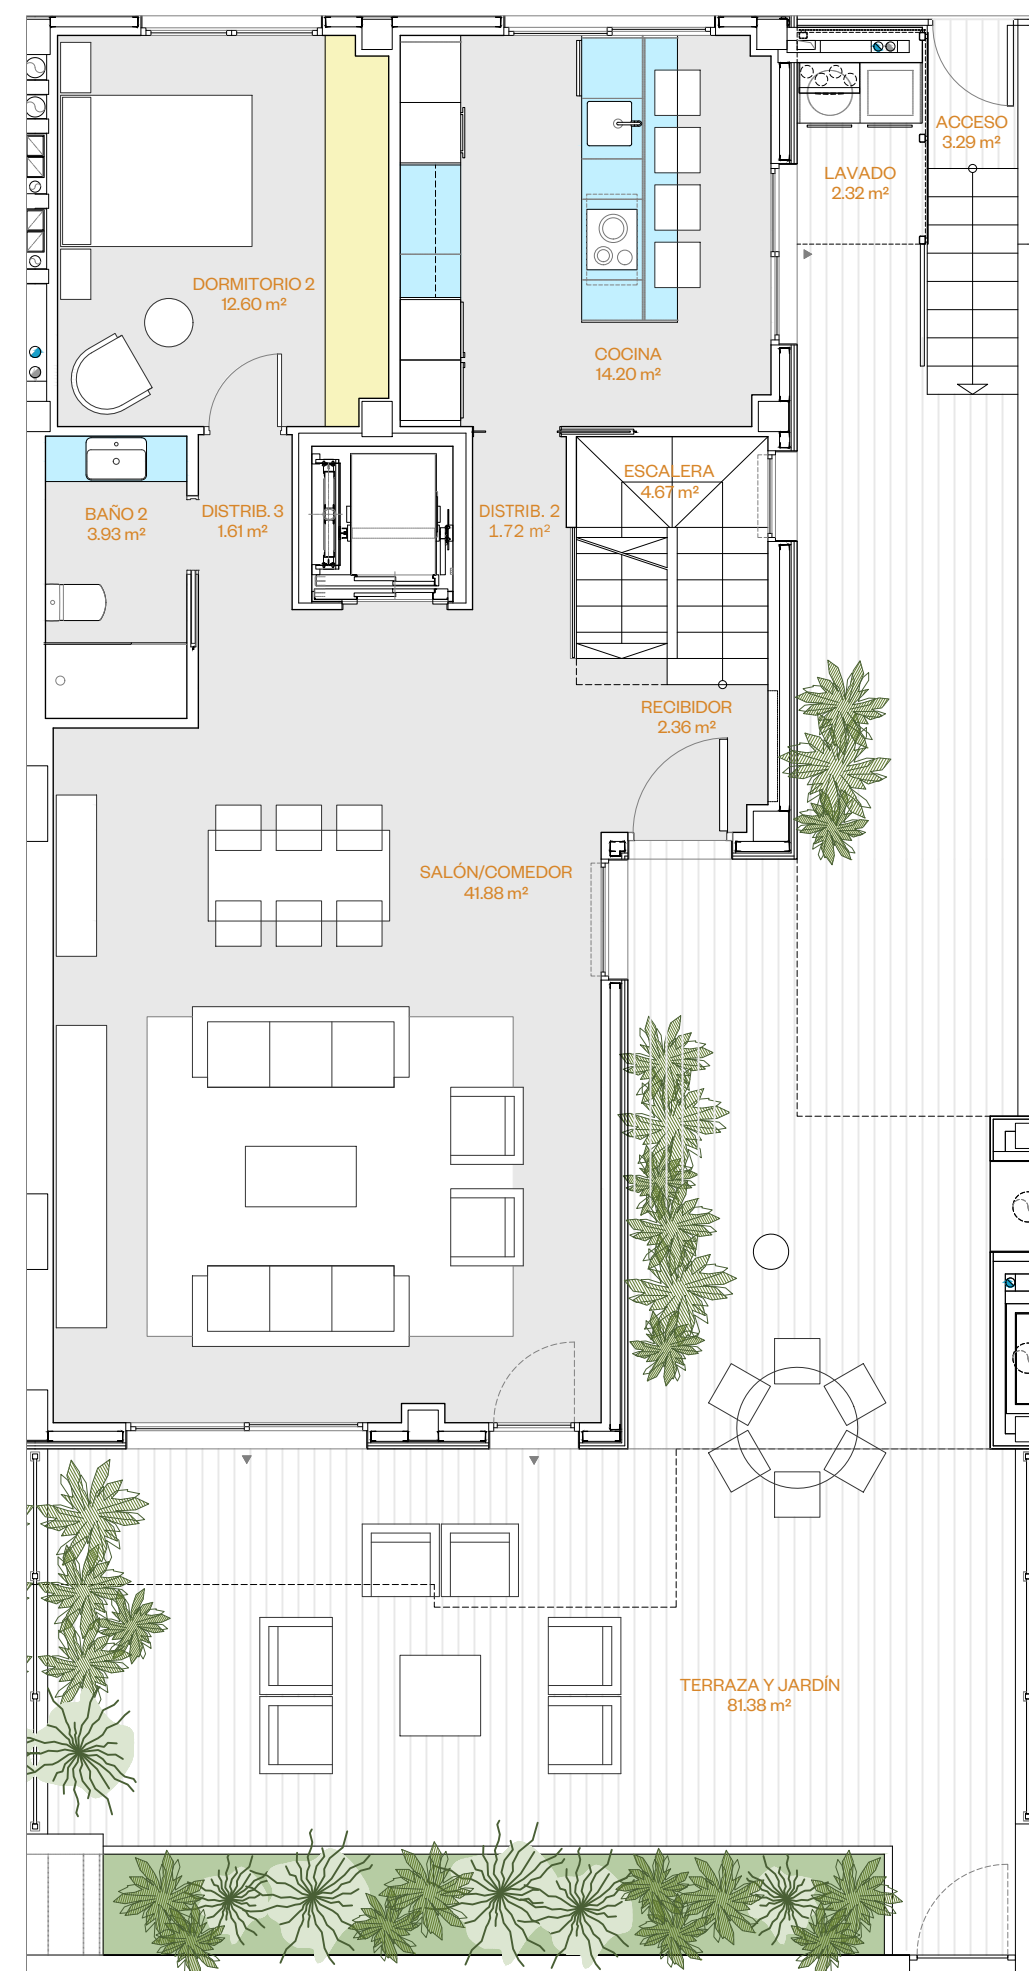 ACCESO
3.29 m²
LAVADO
2.32 m²
DORMITORIO 2
12.60 m²
COCINA
14.20 m²
ESCALERA
4.67 m²
BAÑO 2
3.93 m²
DISTRIB. 3
1.61 m²
DISTRIB. 2
1.72 m²
RECIBIDOR
2.36 m²
SALÓN/COMEDOR
41.88 m²
TERRAZA Y JARDÍN
81.38 m²